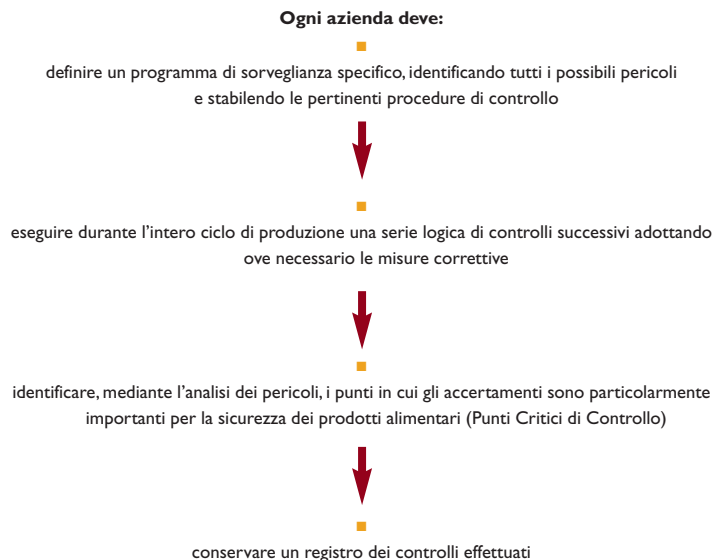 Ogni azienda deve:
definire un programma di sorveglianza specifico, identificando tutti i possibili pericoli
e stabilendo le pertinenti procedure di controllo
eseguire durante l'intero ciclo di produzione una serie logica di controlli successivi adottando
ove necessario le misure correttive
identificare, mediante l'analisi dei pericoli, i punti in cui gli accertamenti sono particolarmente
importanti per la sicurezza dei prodotti alimentari (Punti Critici di Controllo)
conservare un registro dei controlli effettuati